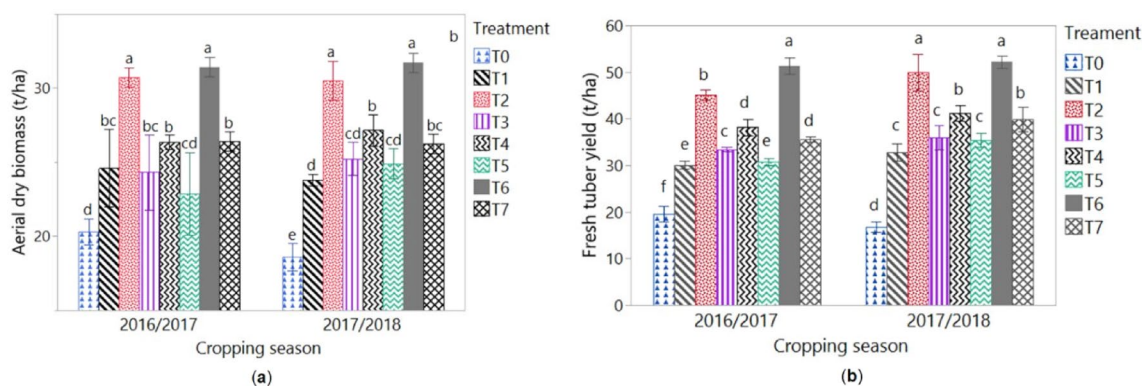 Aerial dry biomass (t/ha)
30
20
d
bc
a
bc
b
cd
a
bc
e
d
a
cd
b
cd
a
bc
b
2016/2017
2017/2018
Cropping season
(a)
Treatment
T0
T1
T2
T3
T4
T5
T6
T7
Fresh tuber yield (t/ha)
60
50
40
30
20
10
0
f
e
b
c
d
e
a
d
d
c
a
c
b
c
a
b
2016/2017
2017/2018
Cropping season
(b)
Treament
T0
T1
T2
T3
T4
T5
T6
T7